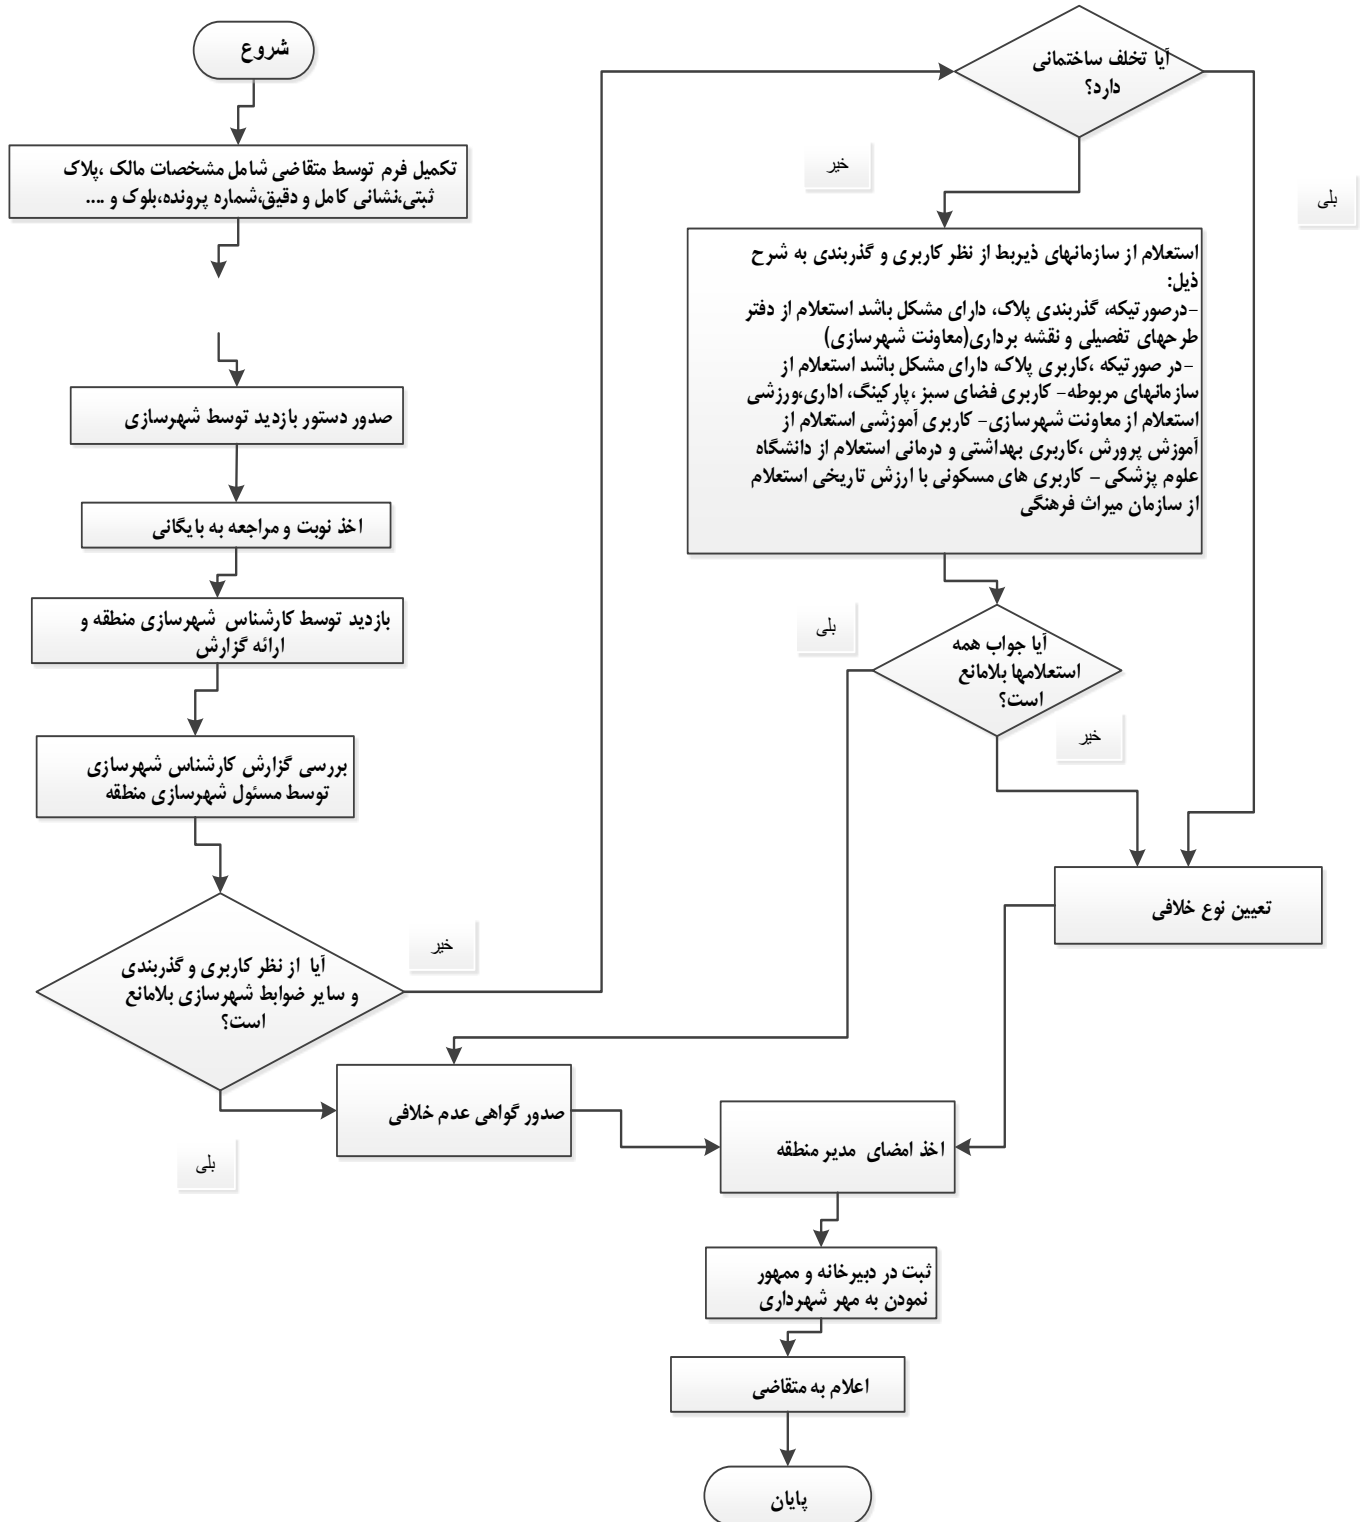 شروع
تکمیل فرم توسط متقاضی شامل مشخصات مالک ،پلاک
ثبتی،نشانی کامل و دقیق،شماره پرونده،بلوک و ....
صدور دستور بازدید توسط شهرسازی
اخذ نوبت و مراجعه به بایگانی
بازدید توسط کارشناس شهرسازی منطقه و
ارائه گزارش
بررسی گزارش کارشناس شهرسازی
توسط مسئول شهرسازی منطقه
آیا از نظر کاربری و گذربندی
و سایر ضوابط شهرسازی بلامانع
است؟
خیر
بلی
آیا تخلف ساختمانی
دارد؟
خیر
بلی
استعلام از سازمانهای ذیربط از نظر کاربری و گذربندی به شرح
ذیل:
-درصورتیکه، گذربندی پلاک، دارای مشکل باشد استعلام از دفتر
طرحهای تفصیلی و نقشه برداری(معاونت شهرسازی)
-در صورتیکه ،کاربری پلاک، دارای مشکل باشد استعلام از
سازمانهای مربوطه- کاربری فضای سبز ،پارکینگ، اداری،ورزشی
استعلام از معاونت شهرسازی- کاربری آموزشی استعلام از
آموزش پرورش ،کاربری بهداشتی و درمانی استعلام از دانشگاه
علوم پزشکی - کاربری های مسکونی با ارزش تاریخی استعلام
از سازمان میراث فرهنگی
بلی
آیا جواب همه
استعلامها بلامانع
است؟
خیر
تعیین نوع خلافی
صدور گواهی عدم خلافی
اخذ امضای مدیر منطقه
ثبت در دبیرخانه و ممهور
نمودن به مهر شهرداری
اعلام به متقاضی
پایان